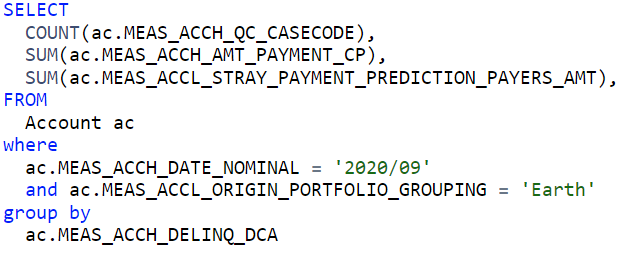 SELECT
COUNT(ac.MEAS_ACCH_QC_CASECODE),
SUM(ac.MEAS_ACCH_AMT_PAYMENT_CP),
SUM(ac.MEAS_ACCL_STRAY_PAYMENT_PREDICTION_PAYERS_AMT),
FROM
Account ac
where
ac.MEAS_ACCH_DATE_NOMINAL = '2020/09'
and ac.MEAS_ACCL_ORIGIN_PORTFOLIO_GROUPING = 'Earth'
group by
ac.MEAS_ACCH_DELINQ_DCA